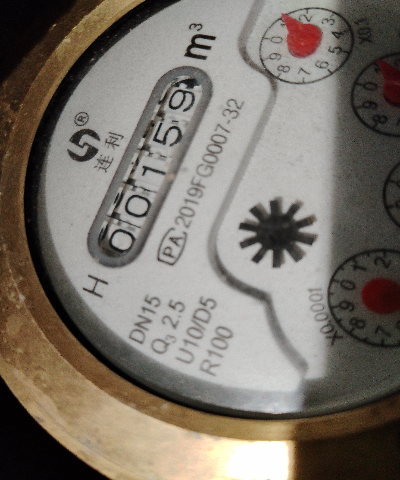 ®
连利
00159
m³
PA 2019FG0007-32
H
DN15
Q₃ 2.5
U10/D5
R100
X0.1
X0.0001